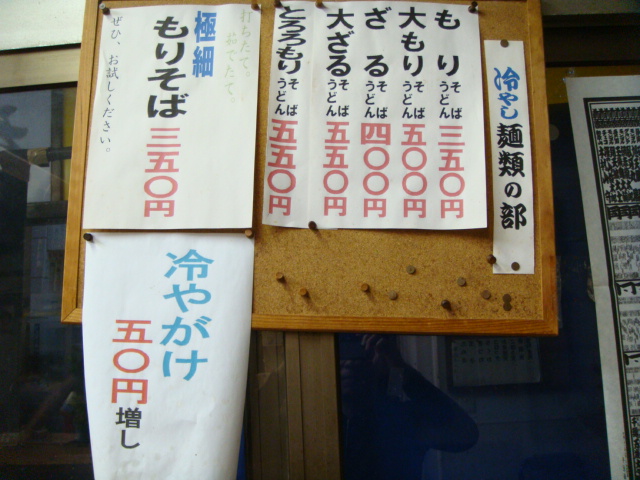 冷やし麺類の部
もり そば うどん 三五〇円
大もり そば うどん 五〇〇円
ざる そば うどん 四〇〇円
大ざる そば うどん 五五〇円
とろろもり そば うどん 五五〇円
打ちたて、
茹でたて。
極細
もりそば 三五〇円
ぜひ、お試しください。
冷やがけ
五〇円増し